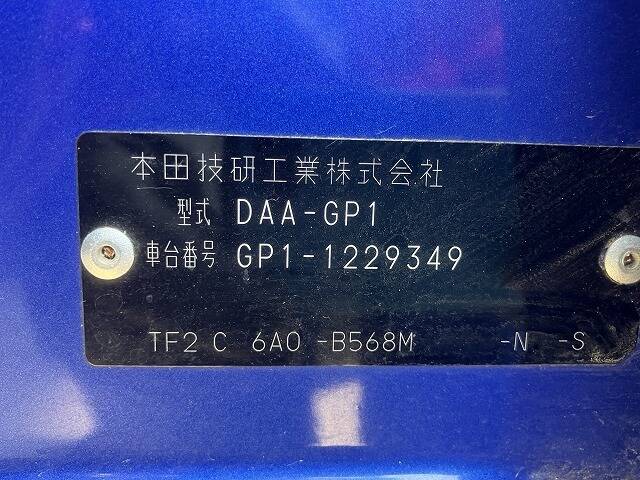 本田技研工業株式会社
型式 DAA-GP1
車台番号 GP1-1229349
TF2 C 6A0 -B568M -N -S